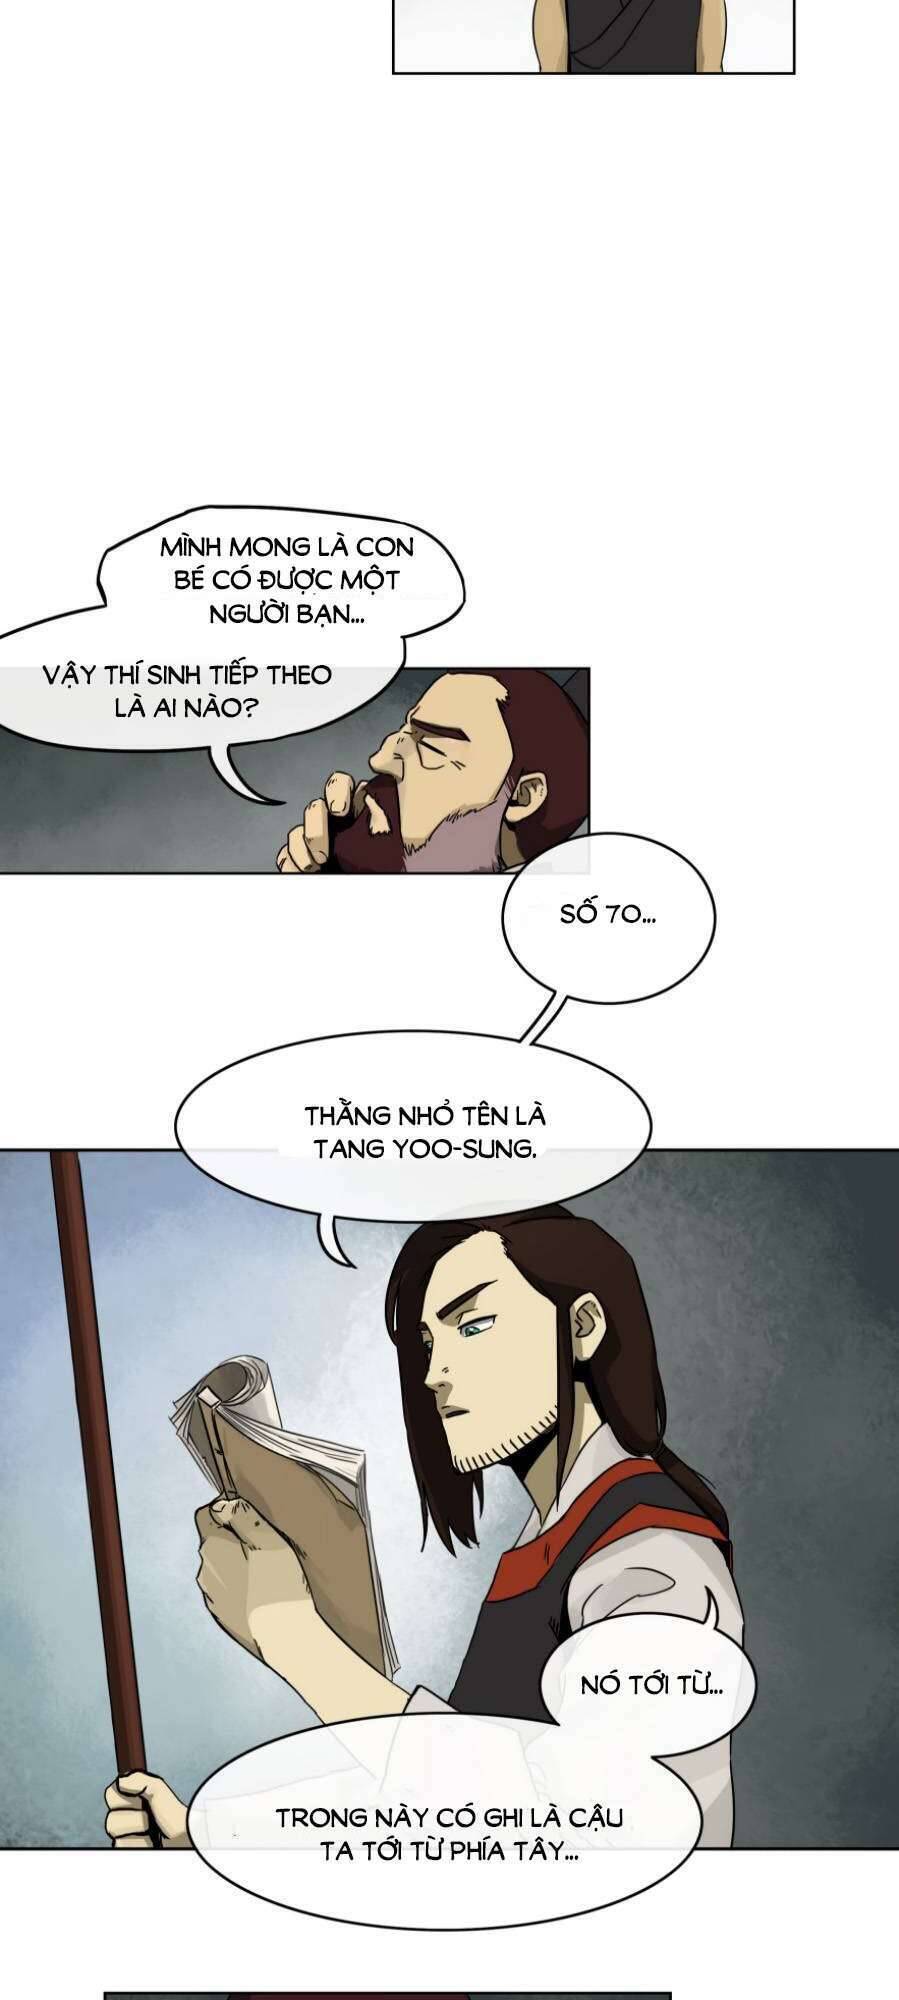 MÌNH MONG LÀ CON
BÉ CÓ ĐƯỢC MỘT
NGƯỜI BẠN...
VẬY THÍ SINH TIẾP THEO
LÀ AI NÀO?
SỐ 70...
THẰNG NHỎ TÊN LÀ
TANG YOO-SUNG.
NÓ TỚI TỪ...
TRONG NÀY CÓ GHI LÀ CẬU
TA TỚI TỪ PHÍA TÂY...